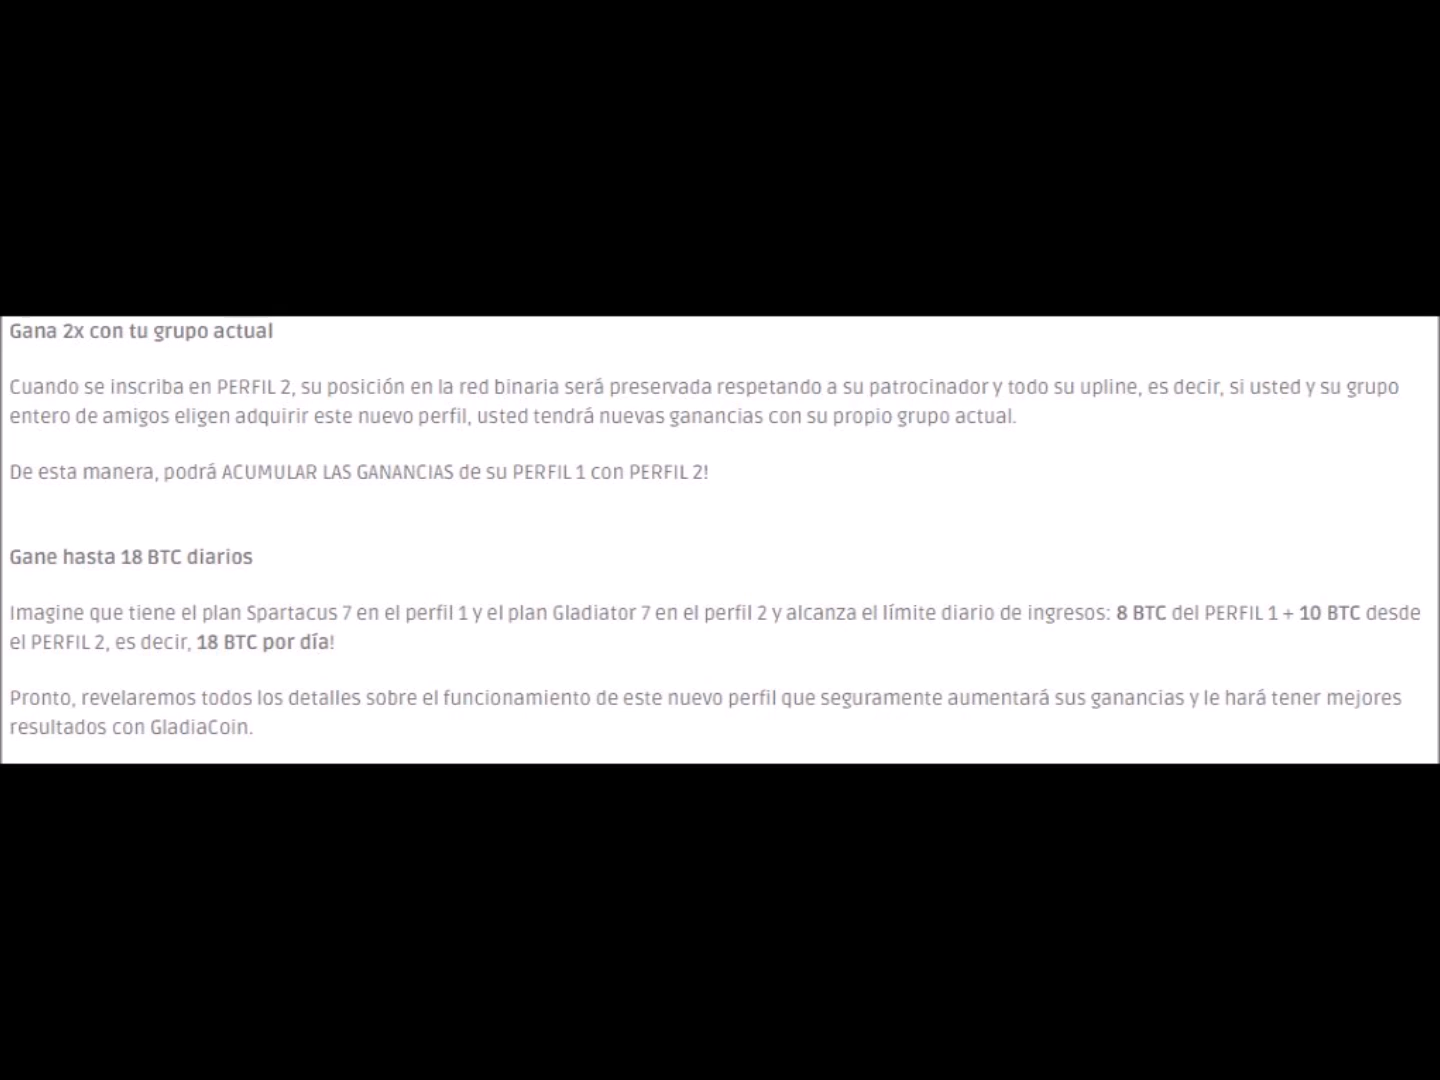 Gana 2x con tu grupo actual
Cuando se inscriba en PERFIL 2, su posición en la red binaria será preservada respetando a su patrocinador y todo su upline, es decir, si usted y su grupo
entero de amigos eligen adquirir este nuevo perfil, usted tendrá nuevas ganancias con su propio grupo actual.
De esta manera, podrá ACUMULAR LAS GANANCIAS de su PERFIL 1 con PERFIL 2!
Gane hasta 18 BTC diarios
Imagine que tiene el plan Spartacus 7 en el perfil 1 y el plan Gladiator 7 en el perfil 2 y alcanza el límite diario de ingresos: 8 BTC del PERFIL 1 + 10 BTC desde
el PERFIL 2, es decir, 18 BTC por día!
Pronto, revelaremos todos los detalles sobre el funcionamiento de este nuevo perfil que seguramente aumentará sus ganancias y le hará tener mejores
resultados con GladiaCoin.